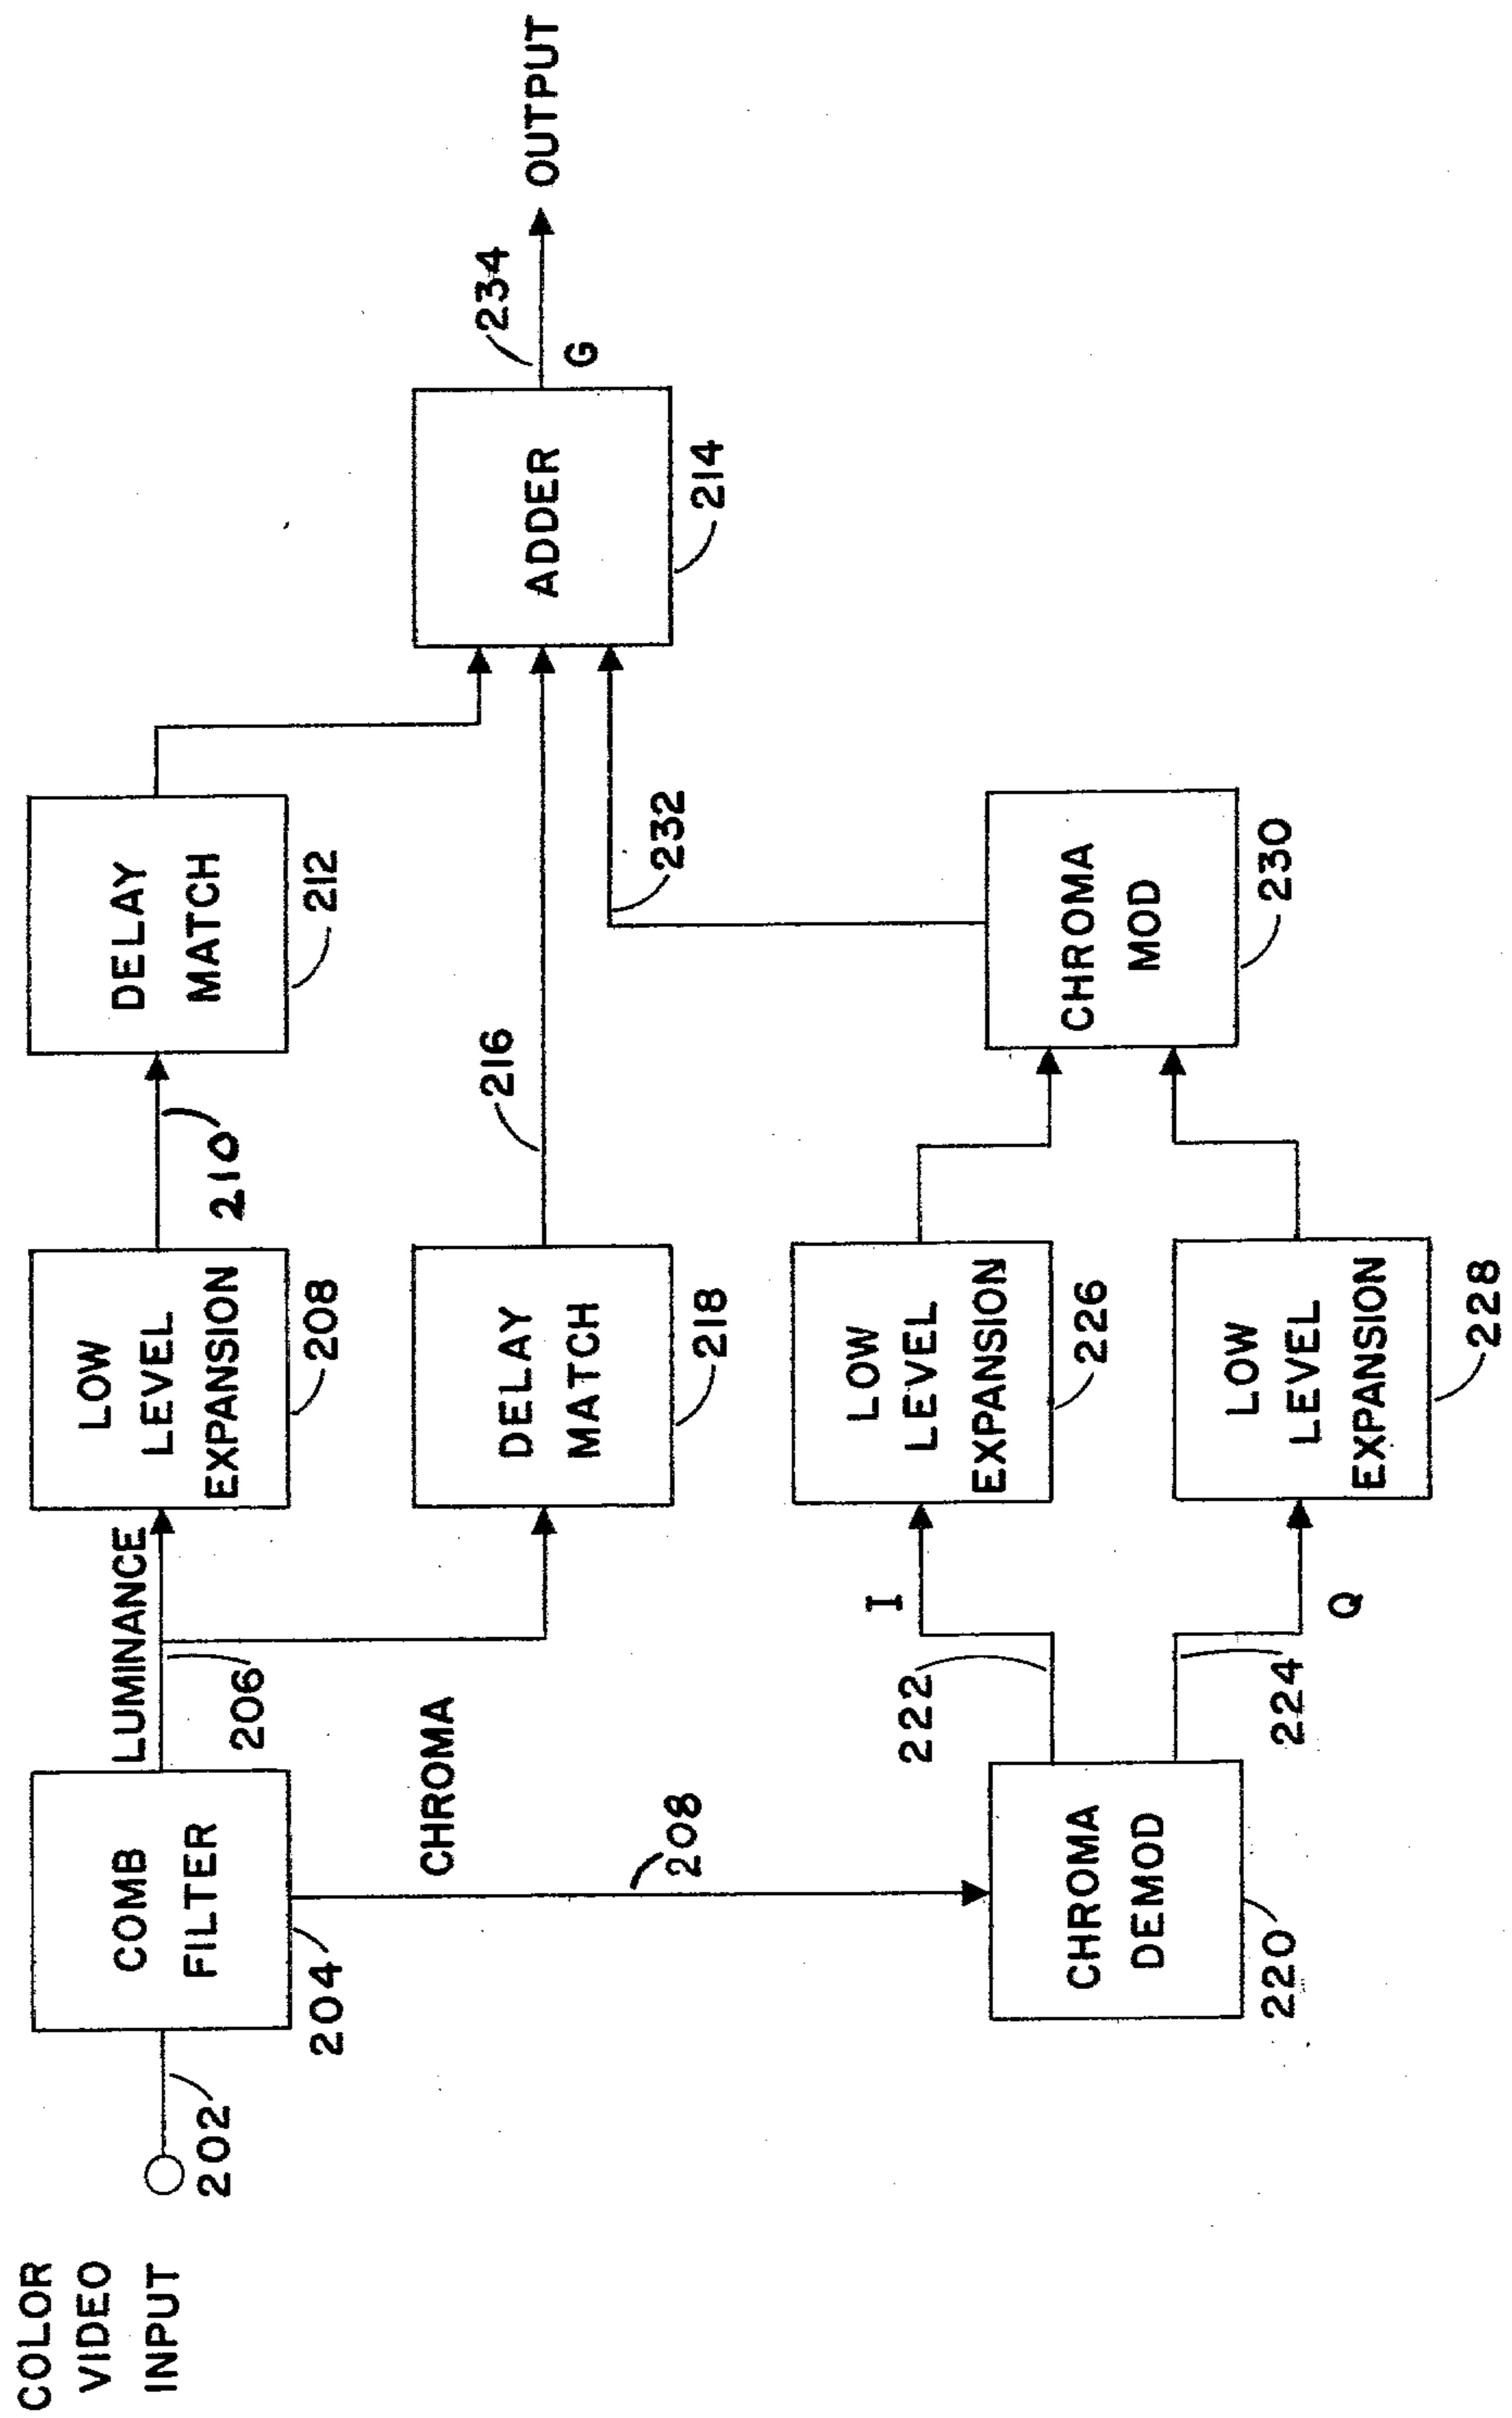 COLOR
VIDEO
INPUT
202
COMB
FILTER
204
LUMINANCE
206
CHROMA
208
LOW
LEVEL
EXPANSION
208
210
DELAY
MATCH
212
DELAY
MATCH
218
216
CHROMA
DEMOD
220
222
I
224
Q
LOW
LEVEL
EXPANSION
226
LOW
LEVEL
EXPANSION
228
CHROMA
MOD
230
232
ADDER
214
234
G
OUTPUT